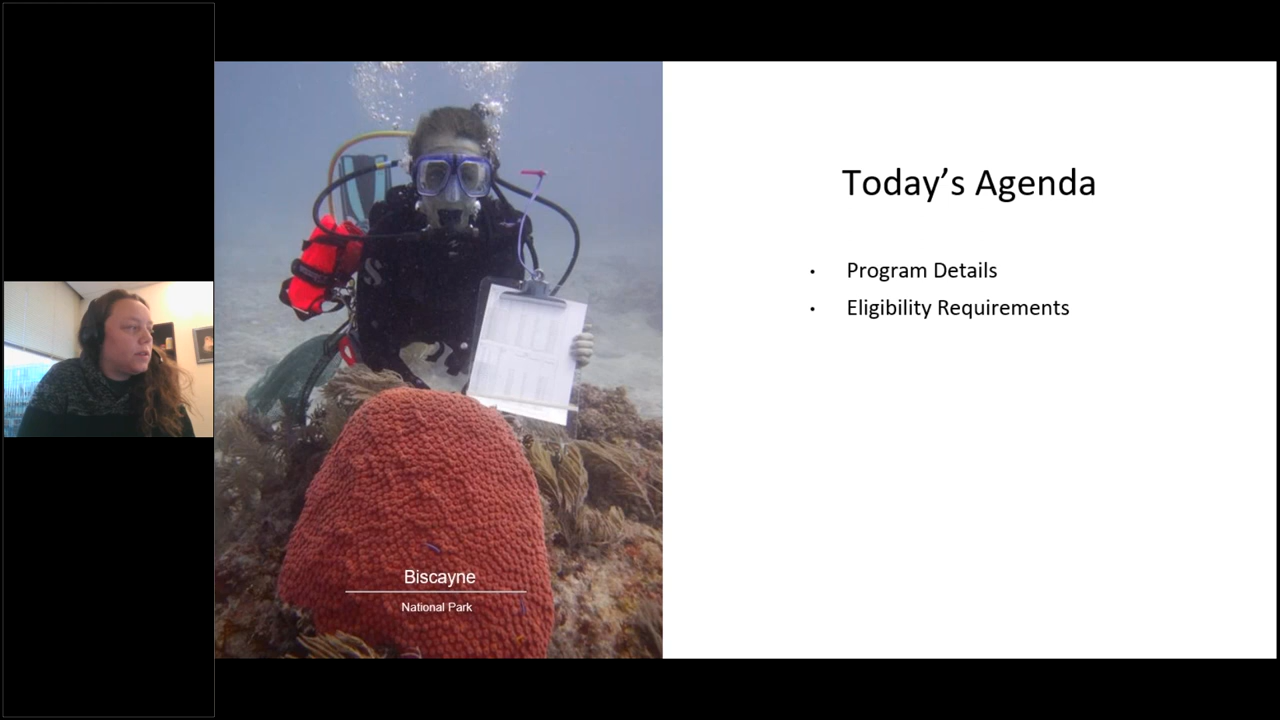 Today’s Agenda
• Program Details
• Eligibility Requirements
Biscayne
National Park